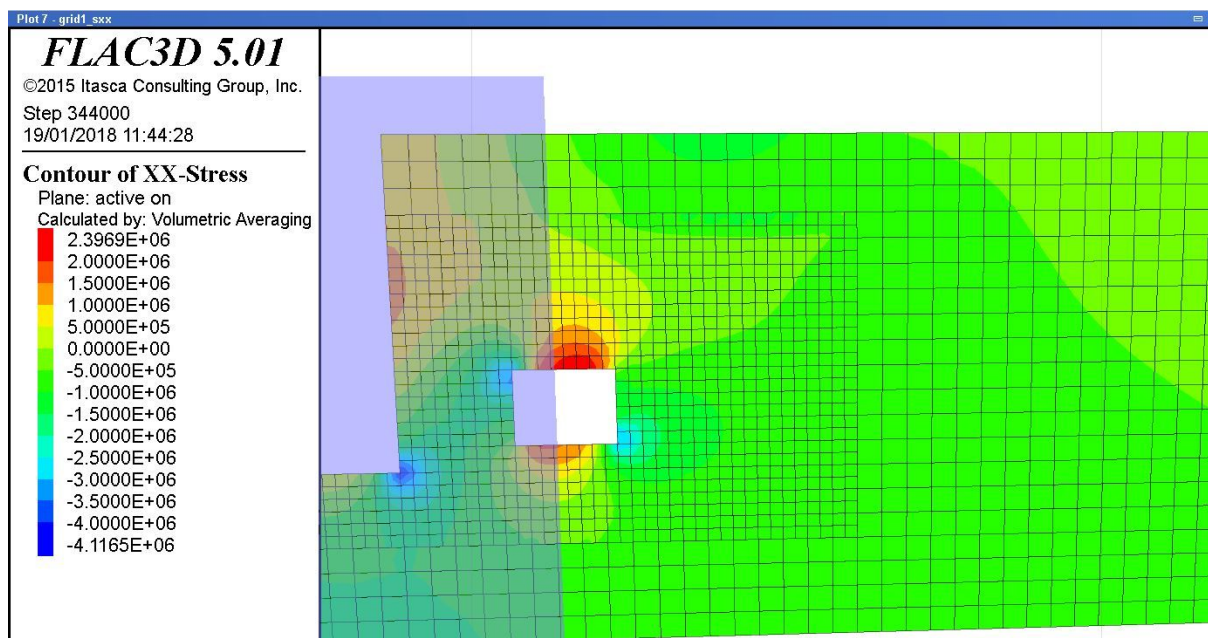 Plot 7 - grid1_sxx
FLAC3D 5.01
©2015 Itasca Consulting Group, Inc.
Step 344000
19/01/2018 11:44:28
Contour of XX-Stress
Plane: active on
Calculated by: Volumetric Averaging
2.3969E+06
2.0000E+06
1.5000E+06
1.0000E+06
5.0000E+05
0.0000E+00
-5.0000E+05
-1.0000E+06
-1.5000E+06
-2.0000E+06
-2.5000E+06
-3.0000E+06
-3.5000E+06
-4.0000E+06
-4.1165E+06